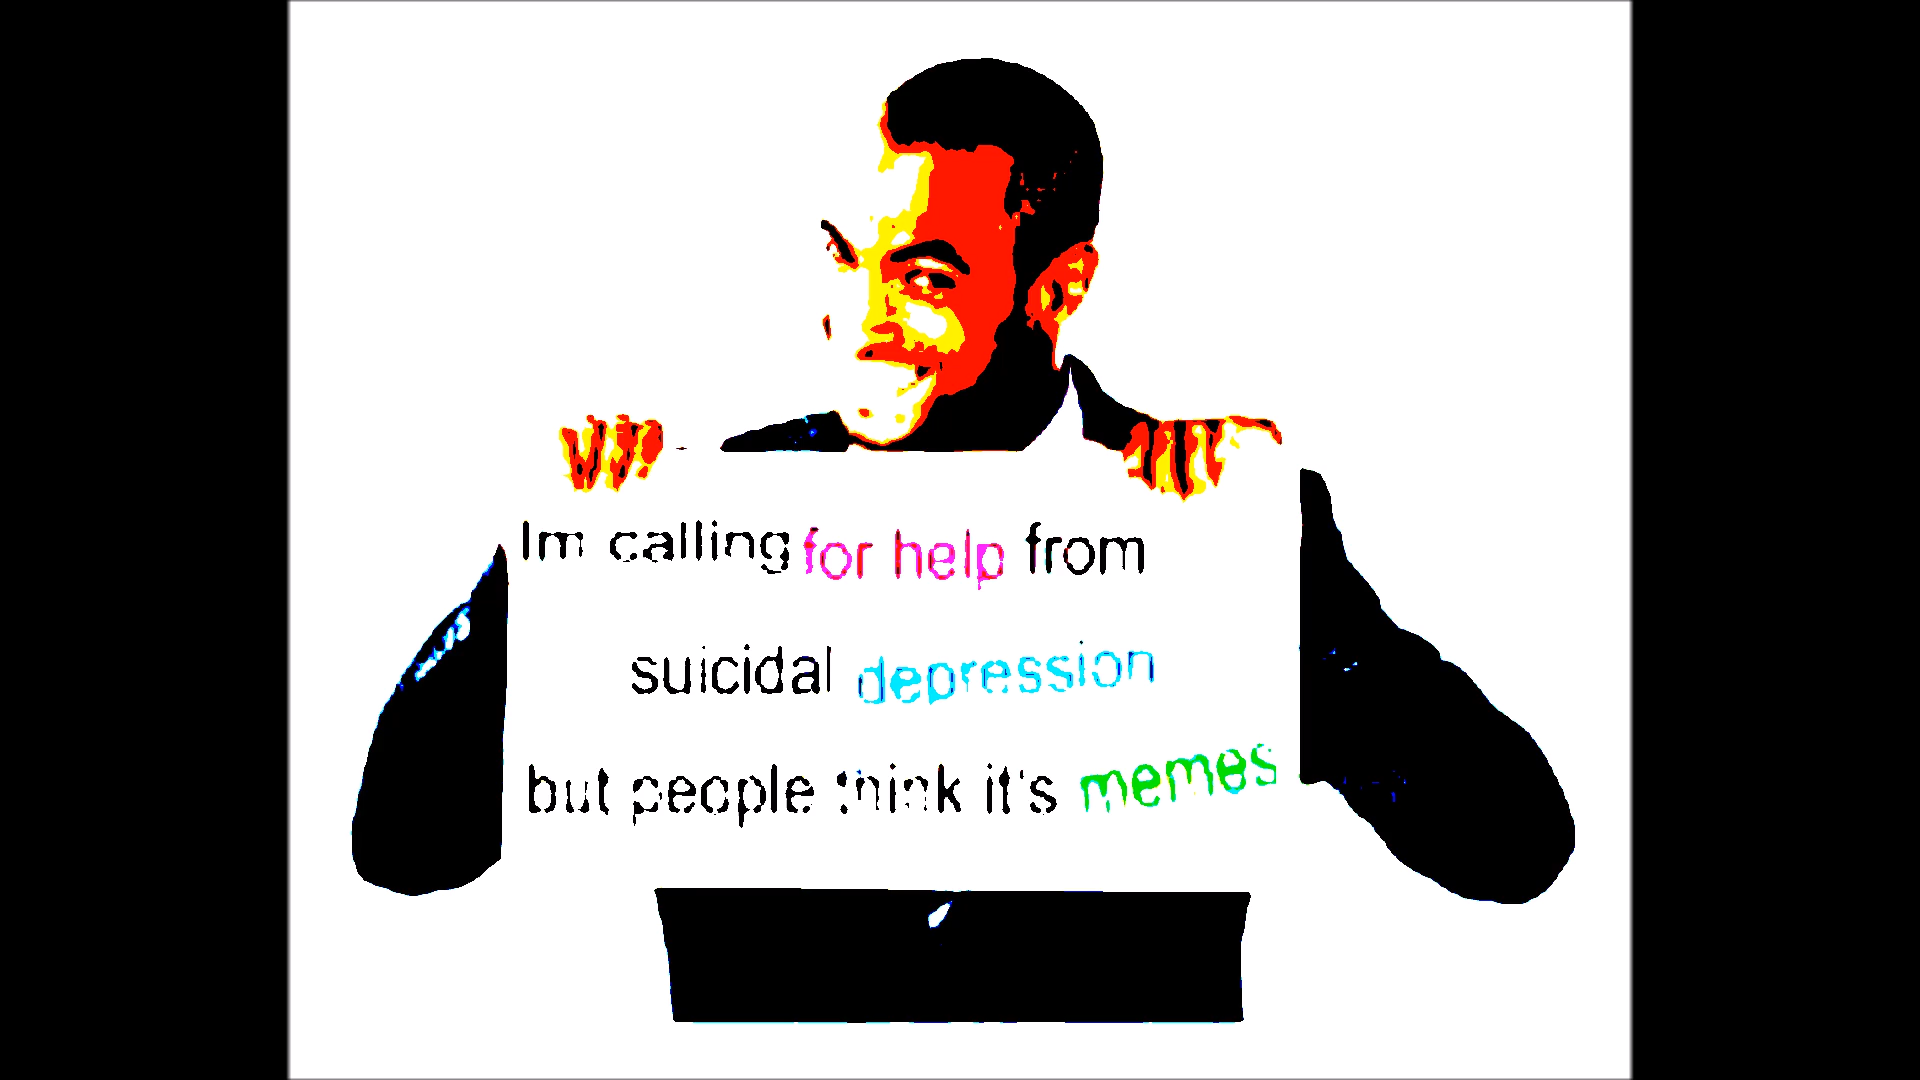 Im calling for help from
suicidal depression
but people think it's memes